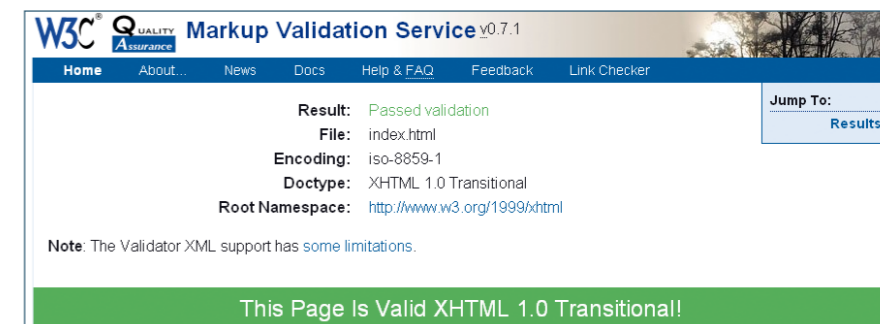 W3C® QUALITY Assurance Markup Validation Service v0.7.1
Home About... News Docs Help & FAQ Feedback Link Checker
Jump To:
Results
Result: Passed validation
File: index.html
Encoding: iso-8859-1
Doctype: XHTML 1.0 Transitional
Root Namespace: http://www.w3.org/1999/xhtml
Note: The Validator XML support has some limitations.
This Page Is Valid XHTML 1.0 Transitional!